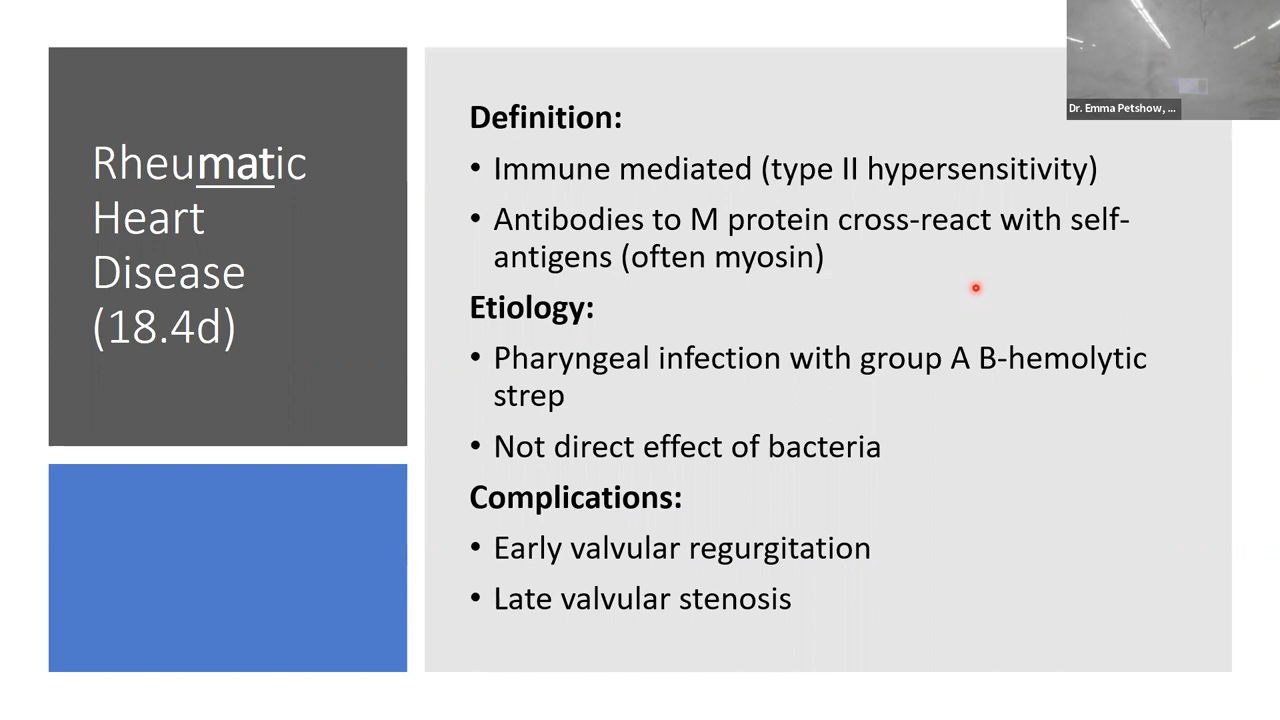 Rheumatic
Heart
Disease
(18.4d)
Definition:
• Immune mediated (type II hypersensitivity)
• Antibodies to M protein cross-react with self-
antigens (often myosin)
Etiology:
• Pharyngeal infection with group A B-hemolytic
strep
• Not direct effect of bacteria
Complications:
• Early valvular regurgitation
• Late valvular stenosis
Dr. Emma Petshow, ...